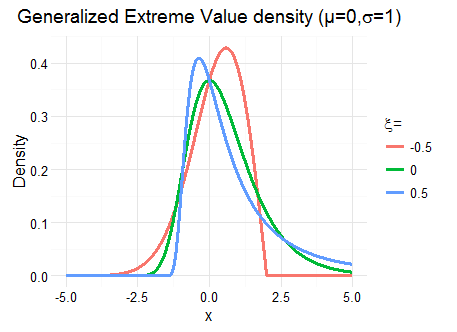 Generalized Extreme Value density (μ=0,σ=1)
Density
0.4
0.3
0.2
0.1
0.0
-5.0 -2.5 0.0 2.5 5.0
x
ξ=
-0.5
0
0.5